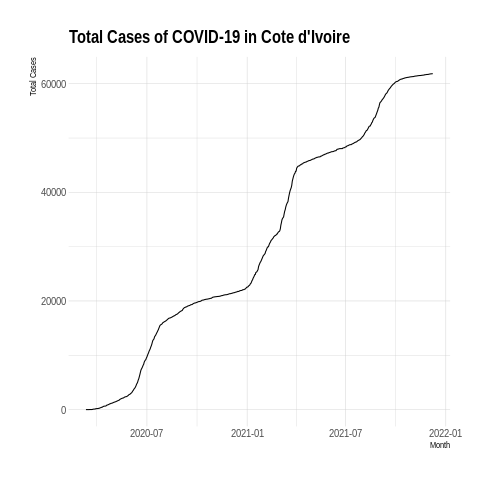 Total Cases of COVID-19 in Cote d'Ivoire
Total Cases
60000
40000
20000
0
2020-07 2021-01 2021-07 2022-01
Month